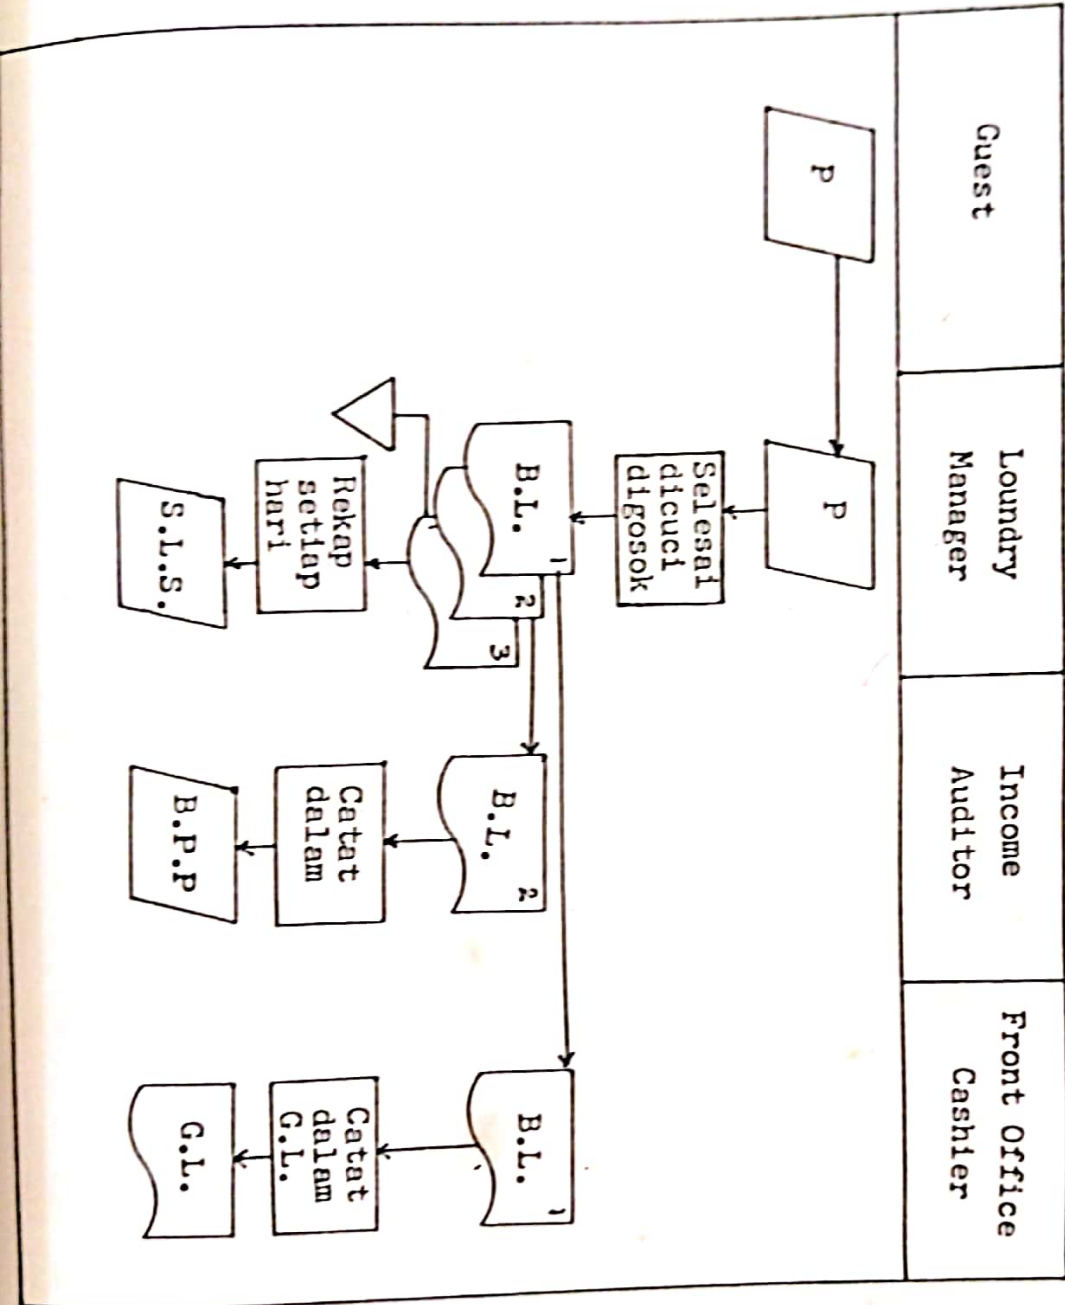 Guest
Loundry
Manager
Income
Auditor
Front Office
Cashier
P
P
Selesai
dicuci
digosok
B.L.
1
2
3
Rekap
setiap
hari
S.L.S.
B.L.
2
Catat
dalam
B.P.P
B.L.
1
Catat
dalam
G.L.
G.L.